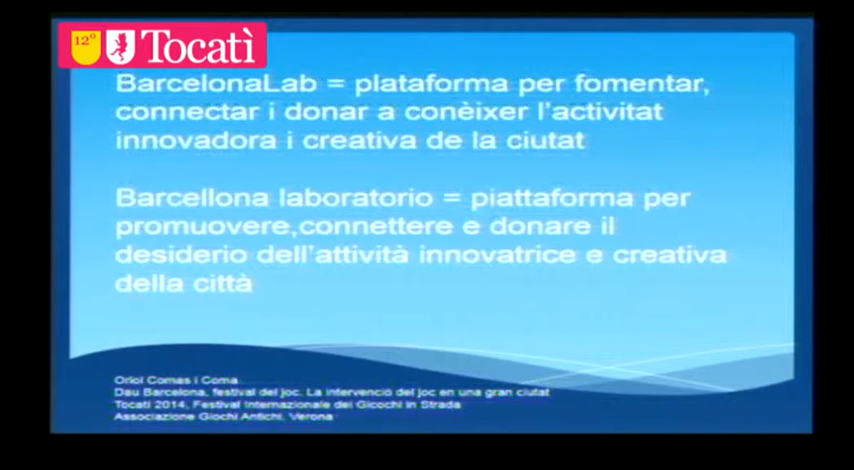 12º Tocatì
BarcelonaLab = plataforma per fomentar,
connectar i donar a conèixer l'activitat
innovadora i creativa de la ciutat
Barcellona laboratorio = piattaforma per
promuovere,connettere e donare il
desiderio dell'attività innovatrice e creativa
della città
Oriol Comas i Coma
Dau Barcelona, festival del joc. La intervenció del joc en una gran ciutat
Tocatì 2014, Festival Internazionale dei Gicochi in Strada
Associazione Giochi Antichi, Verona